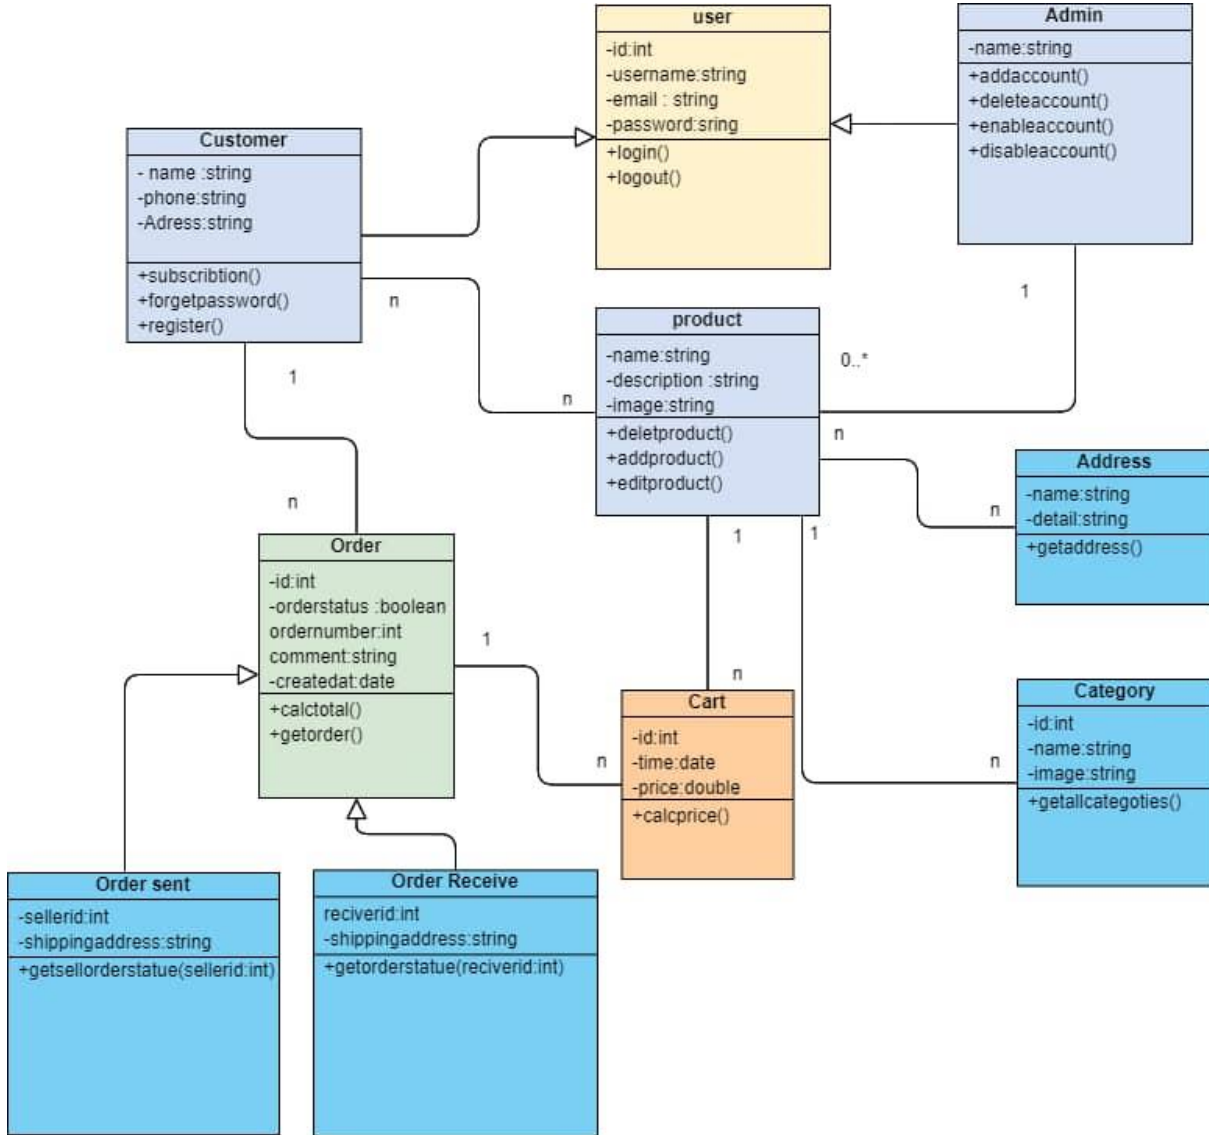 user
-id:int
-username:string
-email : string
-password:sring
+login()
+logout()
Admin
-name:string
+addaccount()
+deleteaccount()
+enableaccount()
+disableaccount()
Customer
- name :string
-phone:string
-Adress:string
+subscribtion()
+forgetpassword()
+register()
n
n
1
0..*
product
-name:string
-description :string
-image:string
+deletproduct()
+addproduct()
+editproduct()
1
n
n
n
Address
-name:string
-detail:string
+getaddress()
1
1
Order
-id:int
-orderstatus :boolean
ordernumber:int
comment:string
-createdat:date
+calctotal()
+getorder()
1
n
n
Cart
-id:int
-time:date
-price:double
+calcprice()
n
Category
-id:int
-name:string
-image:string
+getallcategoties()
Order sent
-sellerid:int
-shippingaddress:string
+getsellorderstatue(sellerid:int)
Order Receive
reciverid:int
-shippingaddress:string
+getorderstatue(reciverid:int)